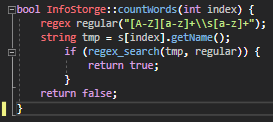 bool InfoStorge::countWords(int index) {
regex regular("[A-Z][a-z]+\\s[a-z]+");
string tmp = s[index].getName();
if (regex_search(tmp, regular)) {
return true;
}
return false;
}